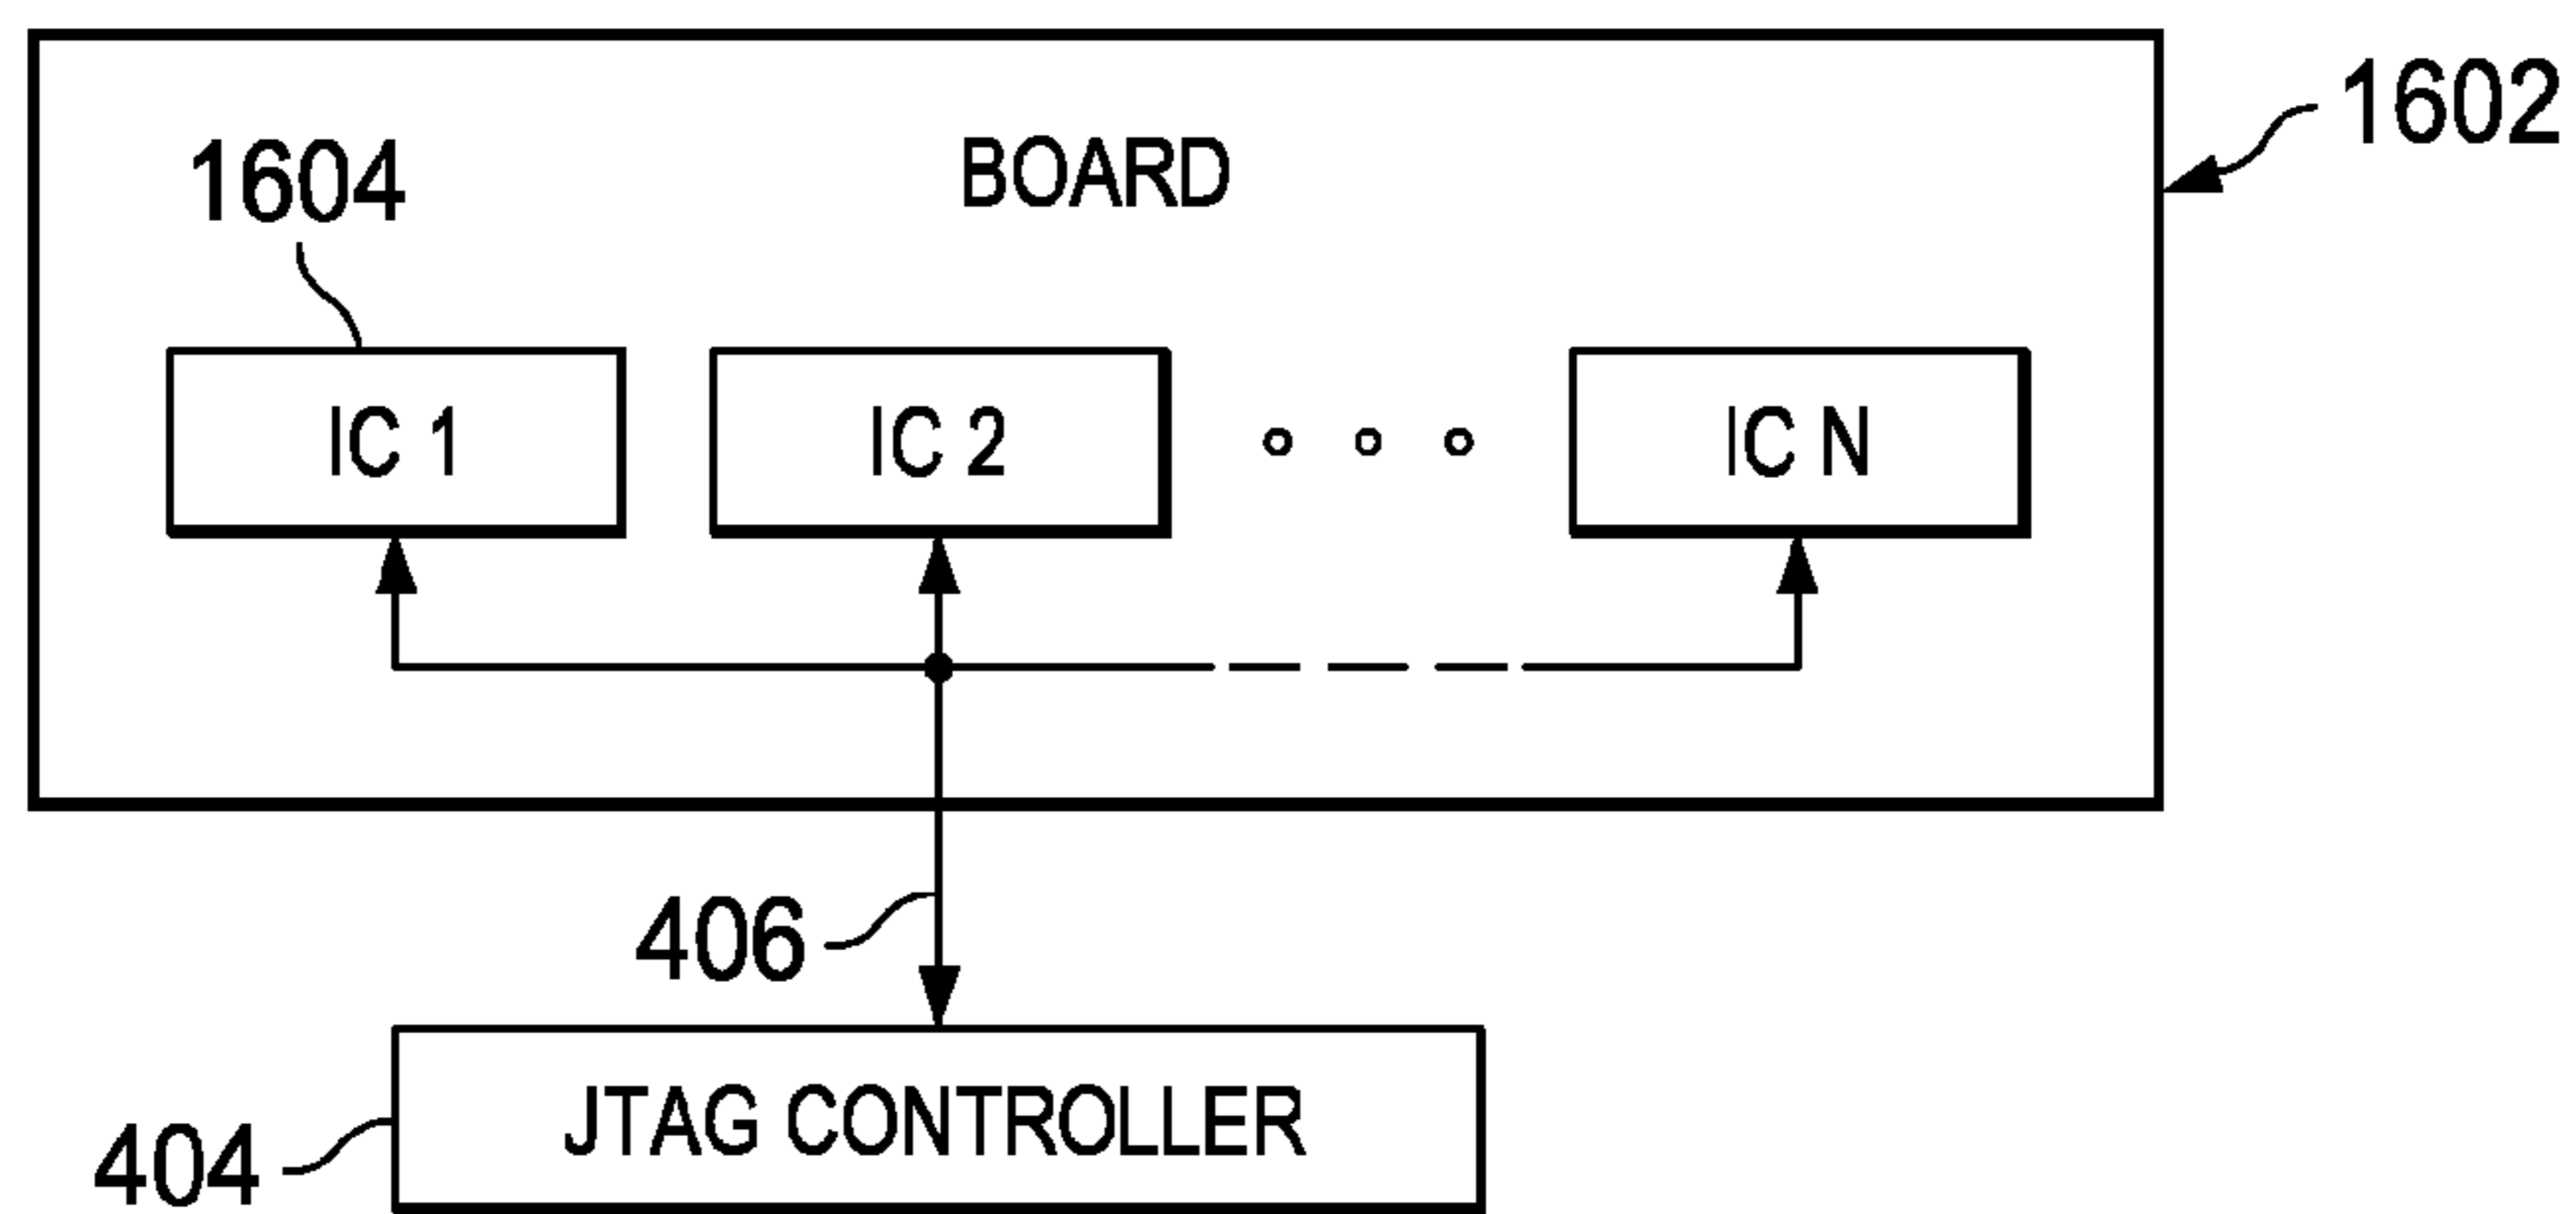 1602
1604
BOARD
IC 1
IC 2
IC N
406
404
JTAG CONTROLLER